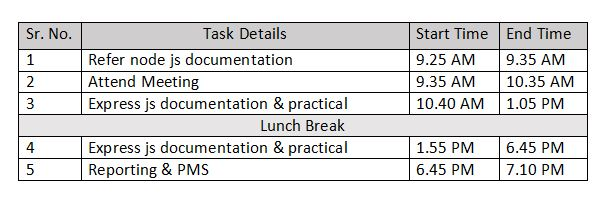 Sr. No. Task Details Start Time End Time
1 Refer node js documentation 9.25 AM 9.35 AM
2 Attend Meeting 9.35 AM 10.35 AM
3 Express js documentation & practical 10.40 AM 1.05 PM
Lunch Break
4 Express js documentation & practical 1.55 PM 6.45 PM
5 Reporting & PMS 6.45 PM 7.10 PM